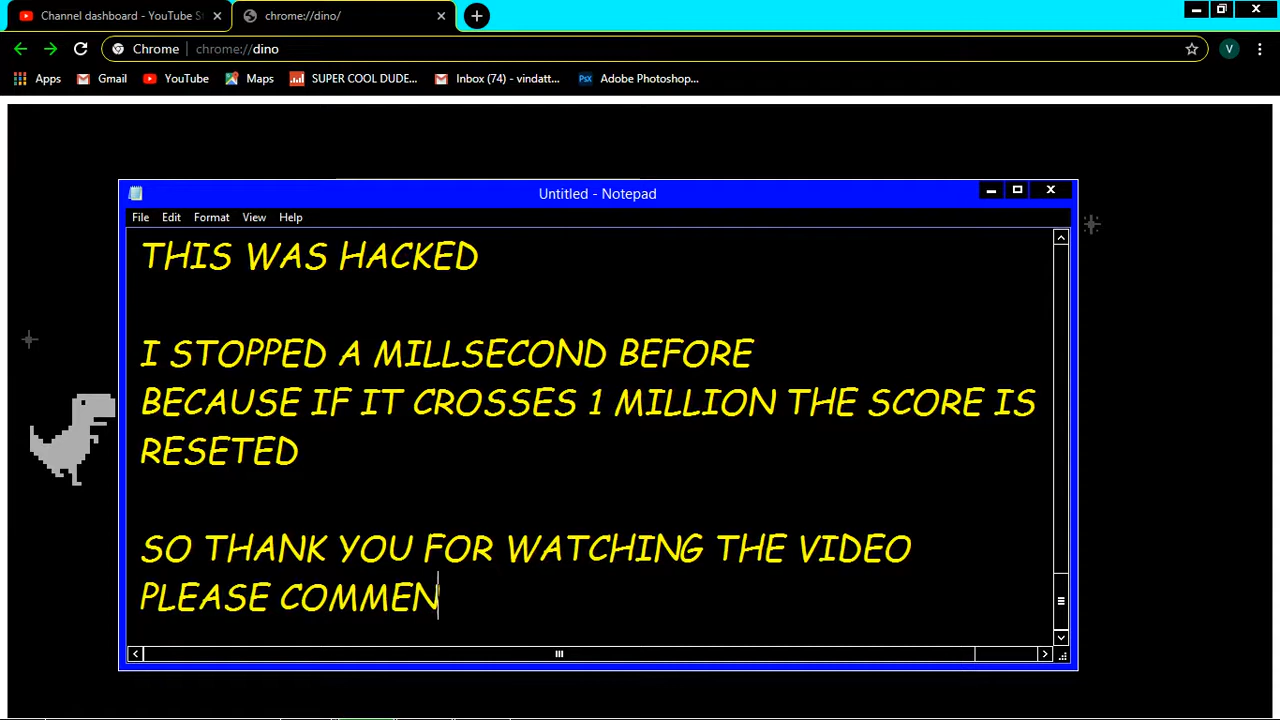 Channel dashboard - YouTube S
chrome://dino/
Chrome chrome://dino
V
Apps Gmail YouTube Maps SUPER COOL DUDE... Inbox (74) - vindatt... Adobe Photoshop...
Untitled - Notepad
File Edit Format View Help
THIS WAS HACKED
I STOPPED A MILLSECOND BEFORE
BECAUSE IF IT CROSSES 1 MILLION THE SCORE IS
RESETED
SO THANK YOU FOR WATCHING THE VIDEO
PLEASE COMMEN